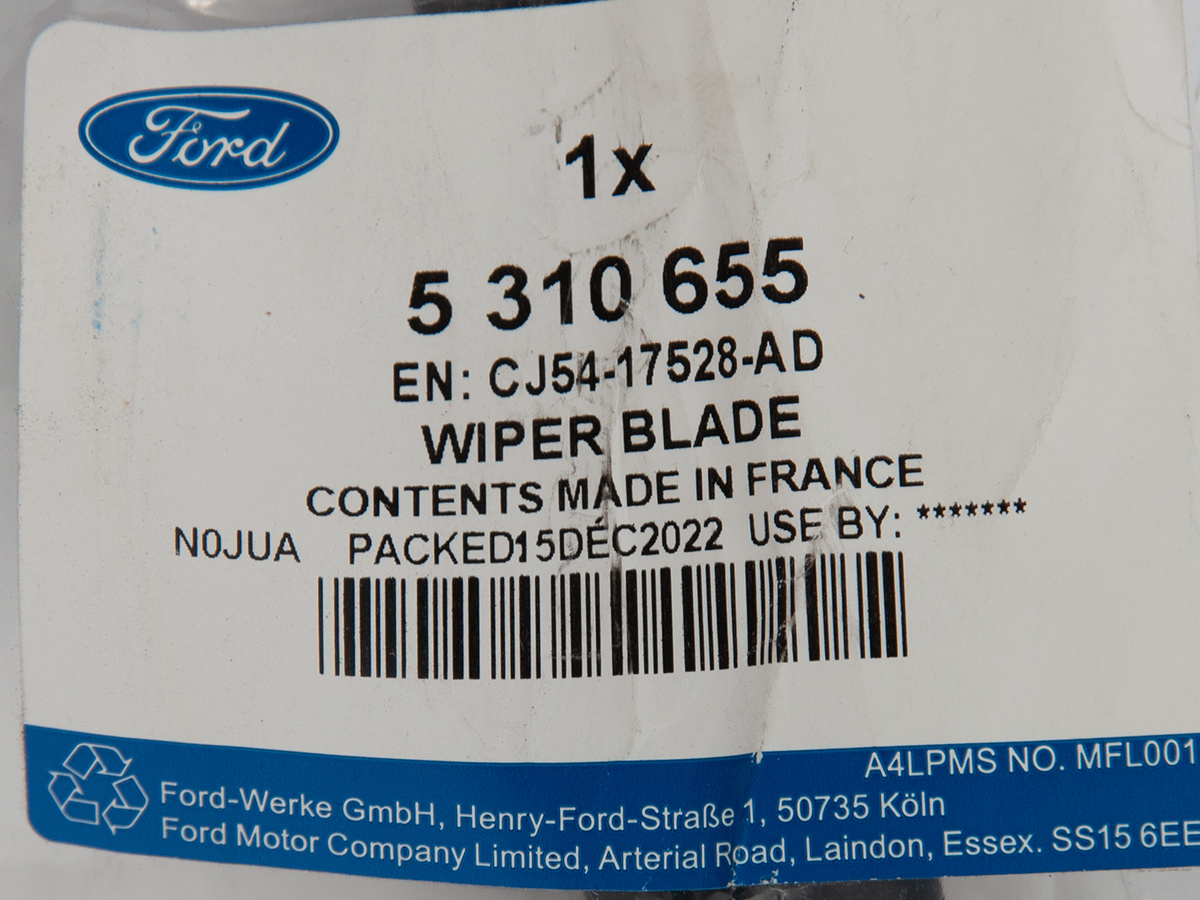 Ford
1x
5 310 655
EN: CJ54-17528-AD
WIPER BLADE
CONTENTS MADE IN FRANCE
N0JUA PACKED15DEC2022 USE BY: *******
A4LPMS NO. MFL001
Ford-Werke GmbH, Henry-Ford-Straße 1, 50735 Köln
Ford Motor Company Limited, Arterial Road, Laindon, Essex. SS15 6EE